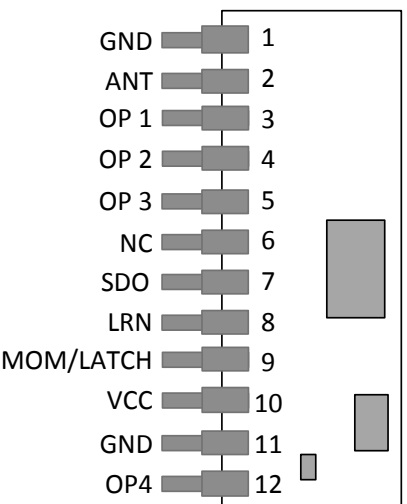 GND 1
ANT 2
OP 1 3
OP 2 4
OP 3 5
NC 6
SDO 7
LRN 8
MOM/LATCH 9
VCC 10
GND 11
OP4 12